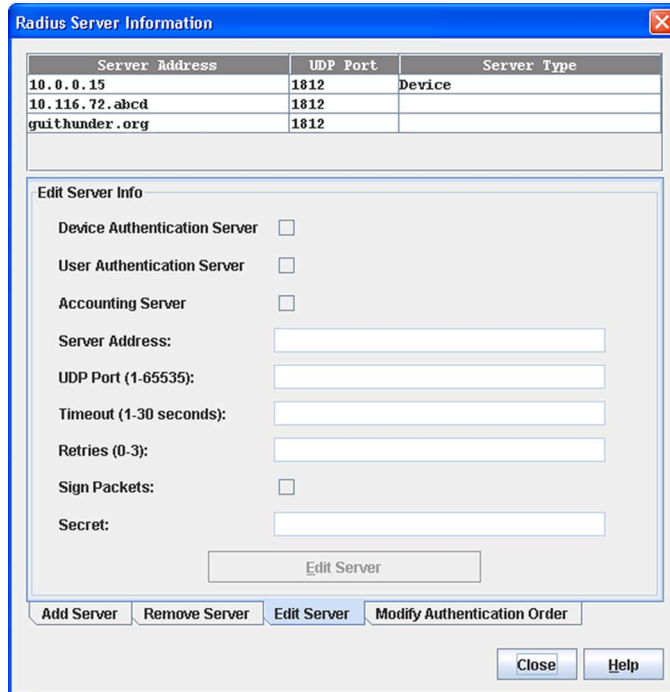 Radius Server Information
Server Address UDP Port Server Type
10.0.0.15 1812 Device
10.116.72.abcd 1812
guithunder.org 1812
Edit Server Info
Device Authentication Server
User Authentication Server
Accounting Server
Server Address:
UDP Port (1-65535):
Timeout (1-30 seconds):
Retries (0-3):
Sign Packets:
Secret:
Edit Server
Add Server Remove Server Edit Server Modify Authentication Order
Close Help